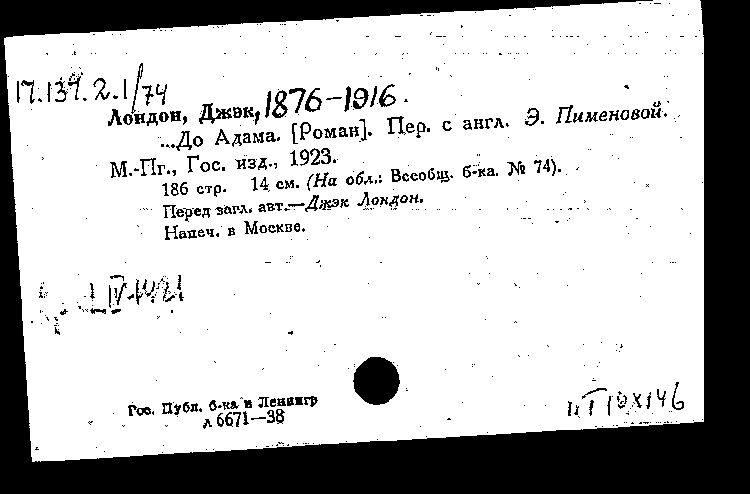 17.139.2.1/74
Лондон, Джэк, 1876-1916.
...До Адама. [Роман]. Пер. с англ. Э. Пименовой.
М.-Пг., Гос. изд., 1923.
186 стр. 14 см. (На обл.: Всеобщ. б-ка. № 74).
Перед загл. авт.—Джэк Лондон.
Напеч. в Москве.
Гос. Публ. б-ка в Ленингр
л 6671—38